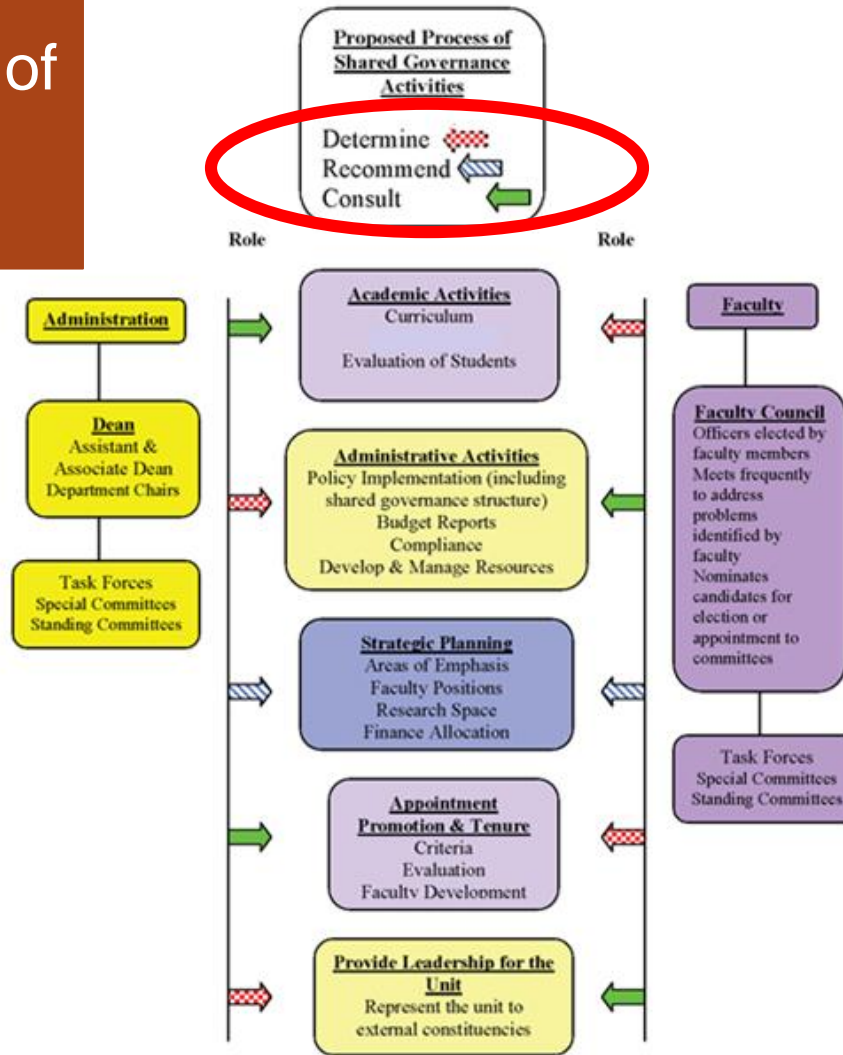 of
Proposed Process of
Shared Governance
Activities
Determine
Recommend
Consult
Role
Role
Administration
Dean
Assistant &
Associate Dean
Department Chairs
Task Forces
Special Committees
Standing Committees
Academic Activities
Curriculum
Evaluation of Students
Administrative Activities
Policy Implementation (including
shared governance structure)
Budget Reports
Compliance
Develop & Manage Resources
Strategic Planning
Areas of Emphasis
Faculty Positions
Research Space
Finance Allocation
Appointment
Promotion & Tenure
Criteria
Evaluation
Faculty Development
Provide Leadership for the
Unit
Represent the unit to
external constituencies
Faculty
Faculty Council
Officers elected by
faculty members
Meets frequently
to address
problems
identified by
faculty
Nominates
candidates for
election or
appointment to
committees
Task Forces
Special Committees
Standing Committees